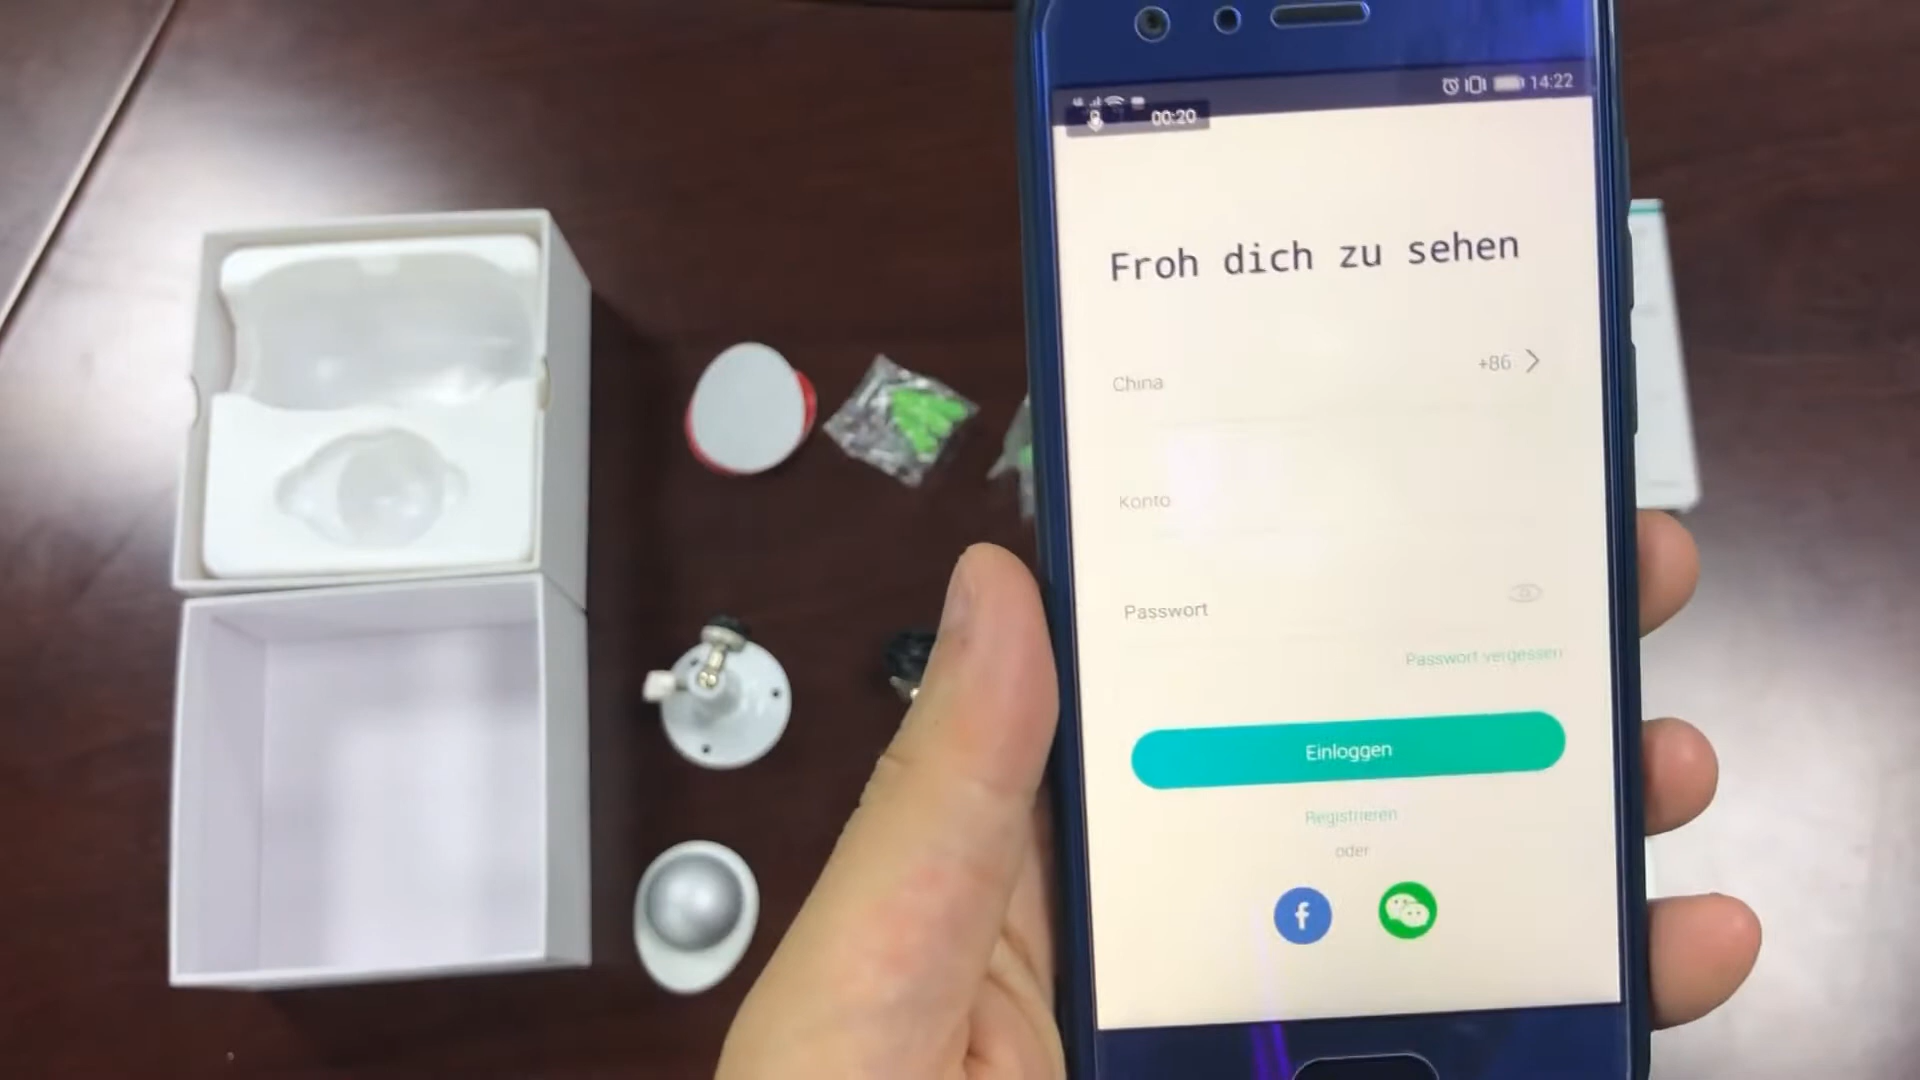 14:22
00:20
Froh dich zu sehen
China +86
Konto
Passwort
Passwort vergessen
Einloggen
Registrieren
oder
f